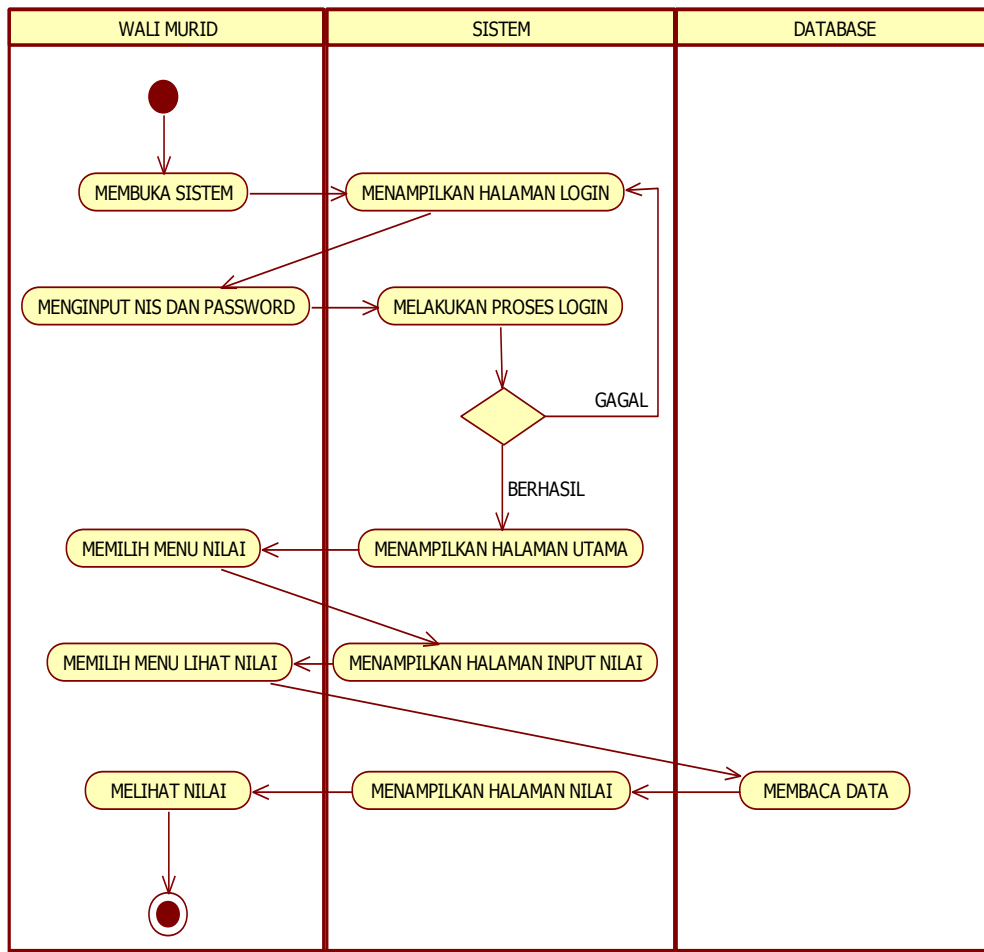 WALI MURID
SISTEM
DATABASE
MEMBUKA SISTEM
MENAMPILKAN HALAMAN LOGIN
MENGINPUT NIS DAN PASSWORD
MELAKUKAN PROSES LOGIN
GAGAL
BERHASIL
MEMILIH MENU NILAI
MENAMPILKAN HALAMAN UTAMA
MEMILIH MENU LIHAT NILAI
MENAMPILKAN HALAMAN INPUT NILAI
MELIHAT NILAI
MENAMPILKAN HALAMAN NILAI
MEMBACA DATA